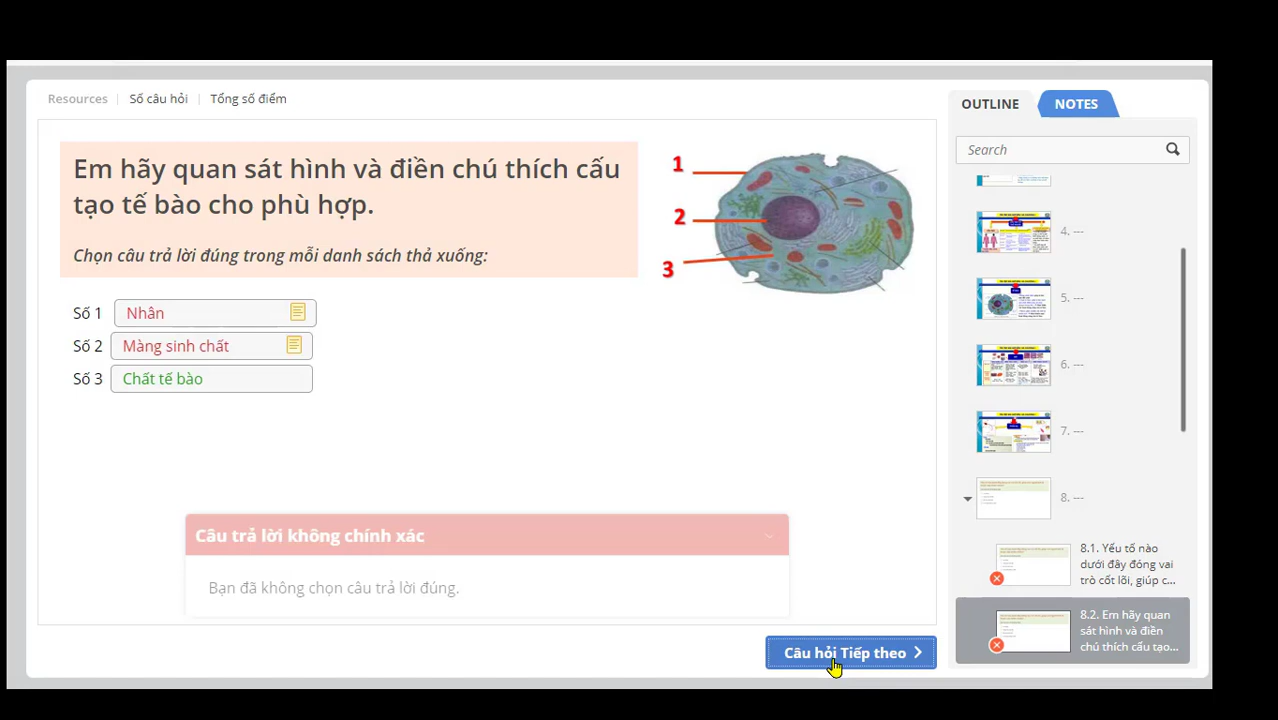 Resources | Số câu hỏi | Tổng số điểm
OUTLINE
NOTES
Search
Em hãy quan sát hình và điền chú thích cấu
tạo tế bào cho phù hợp.
Chọn câu trả lời đúng trong mỗi danh sách thả xuống:
1
2
3
Số 1 Nhân
Số 2 Màng sinh chất
Số 3 Chất tế bào
Câu trả lời không chính xác
Bạn đã không chọn câu trả lời đúng.
Câu hỏi Tiếp theo
4. ---
5. ---
6. ---
7. ---
8. ---
8.1. Yếu tố nào
dưới đây đóng vai
trò cốt lõi, giúp c...
8.2. Em hãy quan
sát hình và điền
chú thích cấu tạo...